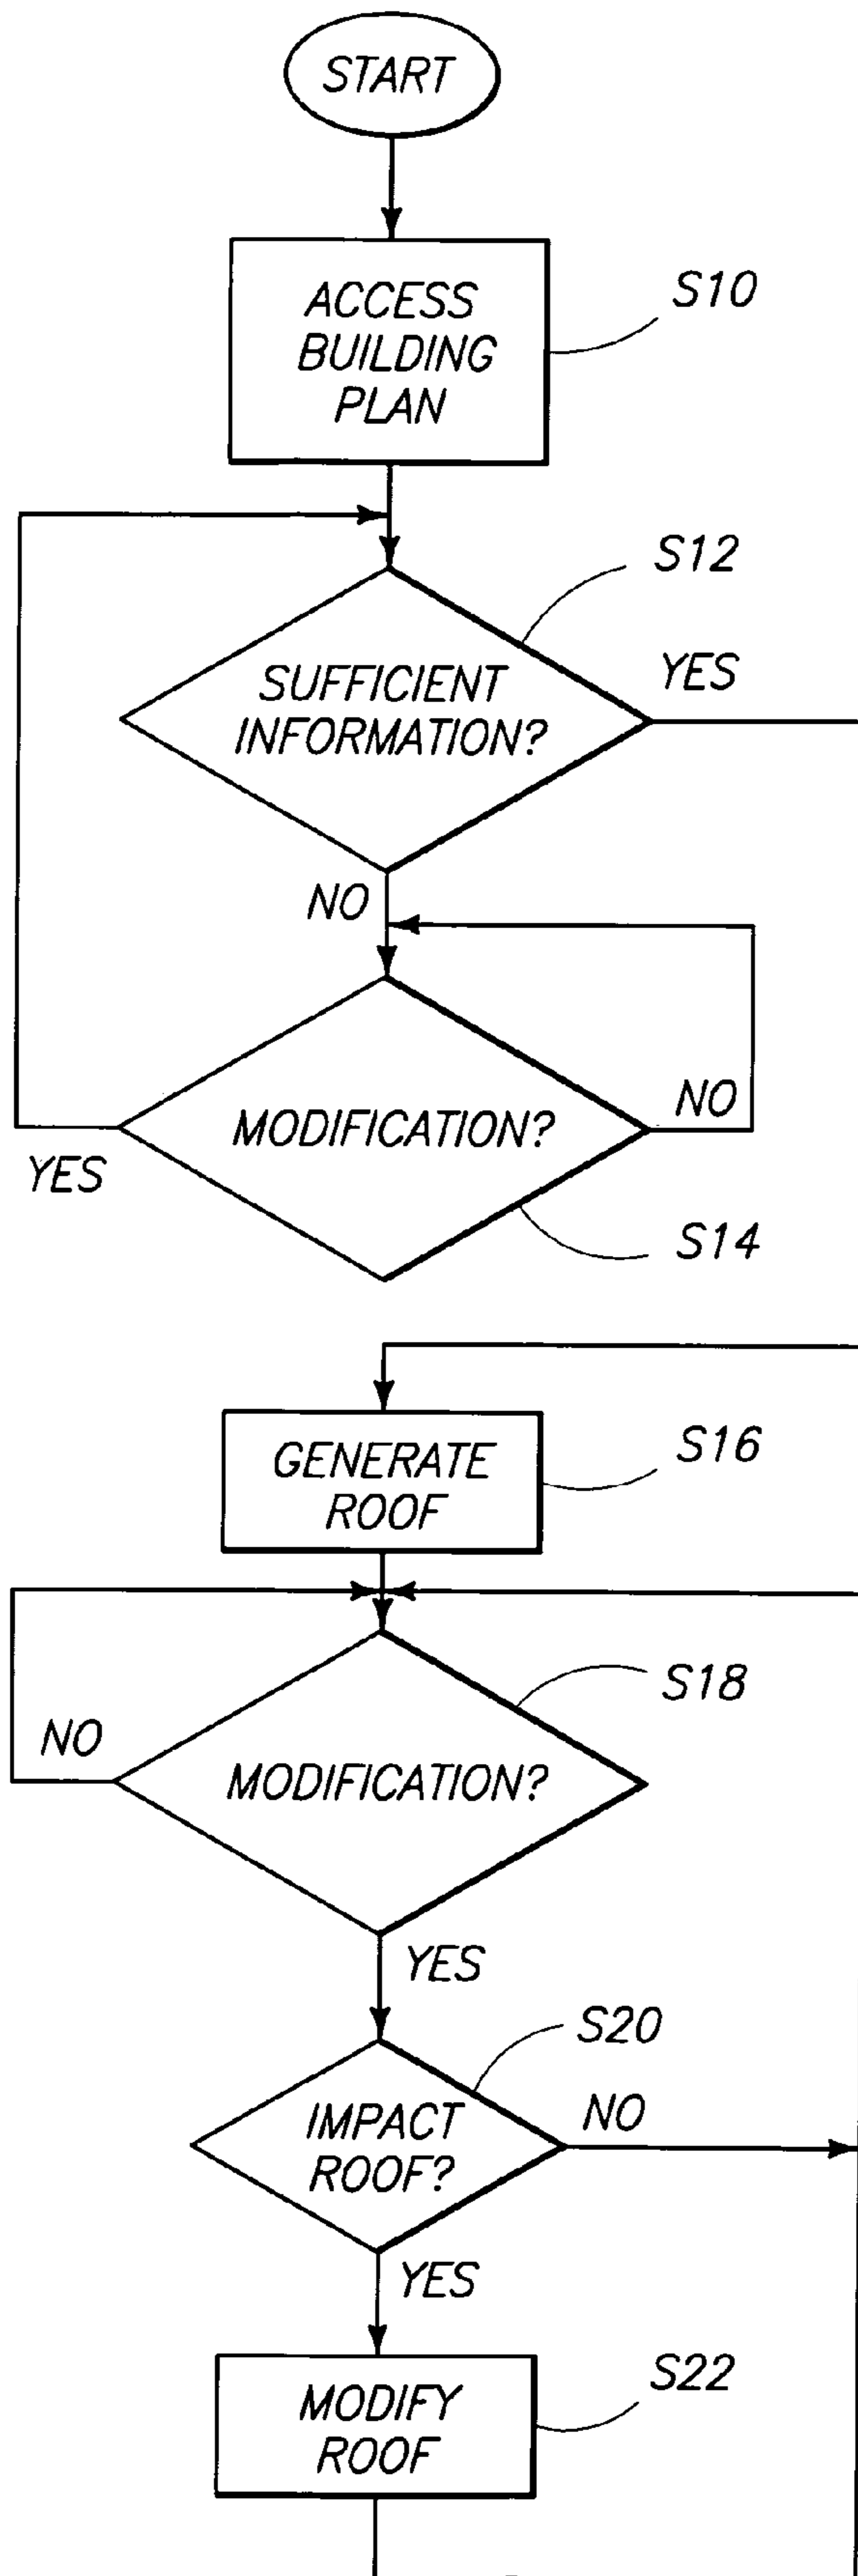 START
ACCESS
BUILDING
PLAN
S10
S12
SUFFICIENT
INFORMATION?
YES
NO
MODIFICATION?
NO
YES
S14
GENERATE
ROOF
S16
S18
NO
MODIFICATION?
YES
S20
IMPACT
ROOF?
NO
YES
MODIFY
ROOF
S22